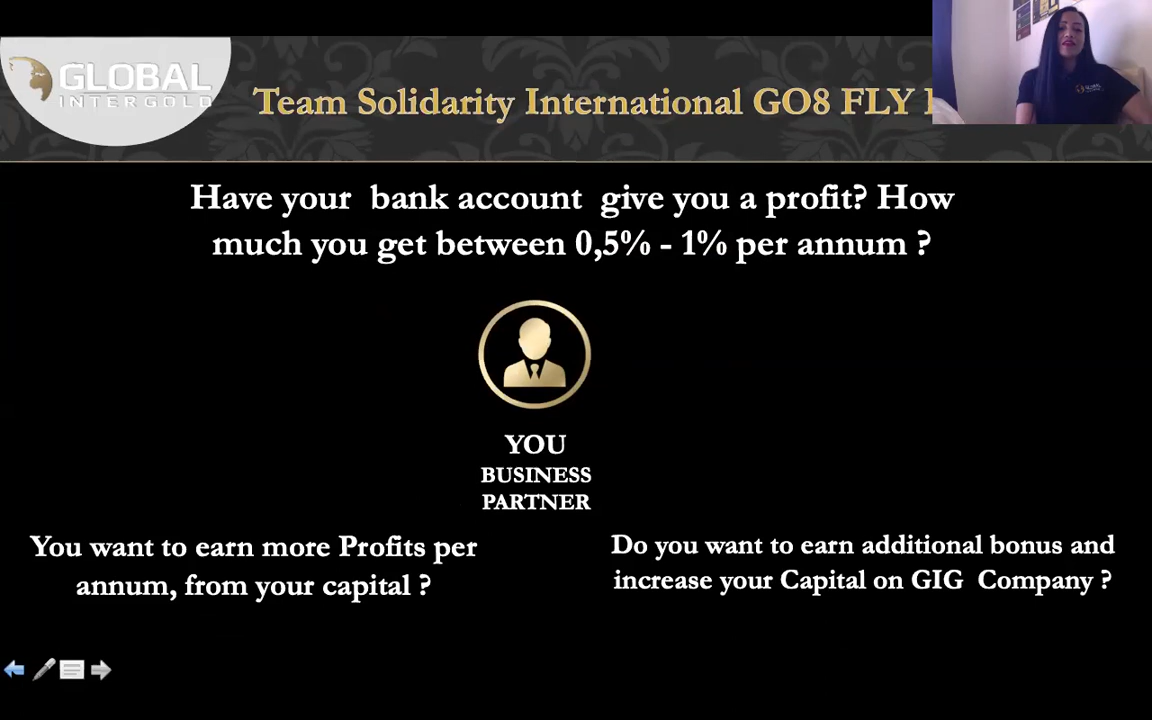 GLOBAL
INTERGOLD
Team Solidarity International GO8 FLY
Have your bank account give you a profit? How
much you get between 0,5% - 1% per annum ?
YOU
BUSINESS
PARTNER
You want to earn more Profits per
annum, from your capital ?
Do you want to earn additional bonus and
increase your Capital on GIG Company ?